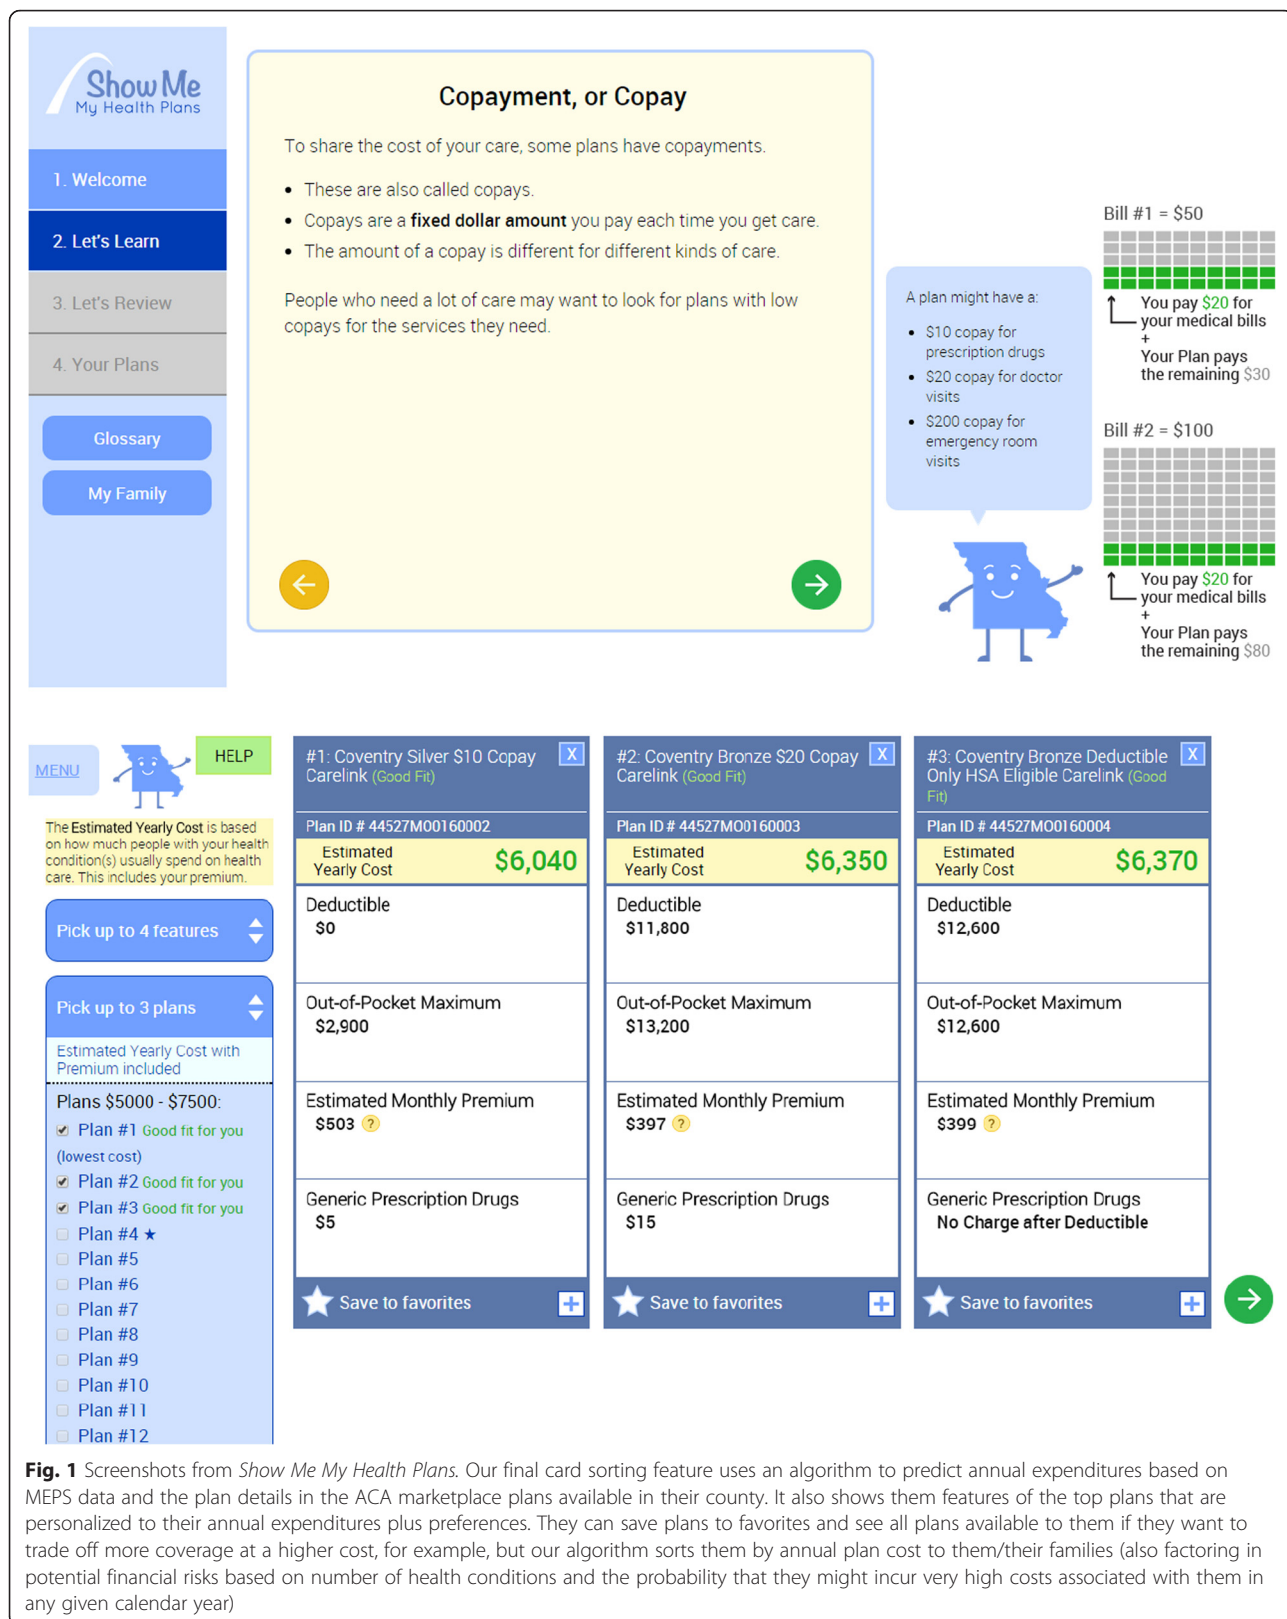 Show Me
My Health Plans
1. Welcome
2. Let's Learn
3. Let's Review
4. Your Plans
Glossary
My Family
Copayment, or Copay
To share the cost of your care, some plans have copayments.
• These are also called copays.
• Copays are a fixed dollar amount you pay each time you get care.
• The amount of a copay is different for different kinds of care.
People who need a lot of care may want to look for plans with low
copays for the services they need.
A plan might have a:
• $10 copay for
prescription drugs
• $20 copay for doctor
visits
• $200 copay for
emergency room
visits
Bill #1 = $50
You pay $20 for
your medical bills
+
Your Plan pays
the remaining $30
Bill #2 = $100
You pay $20 for
your medical bills
+
Your Plan pays
the remaining $80
MENU
HELP
The Estimated Yearly Cost is based
on how much people with your health
condition(s) usually spend on health
care. This includes your premium.
Pick up to 4 features
Pick up to 3 plans
Estimated Yearly Cost with
Premium included
Plans $5000 - $7500:
Plan #1 Good fit for you
(lowest cost)
Plan #2 Good fit for you
Plan #3 Good fit for you
Plan #4 ★
Plan #5
Plan #6
Plan #7
Plan #8
Plan #9
Plan #10
Plan #11
Plan #12
#1: Coventry Silver $10 Copay X
Carelink (Good Fit)
Plan ID # 44527MO0160002
Estimated
Yearly Cost $6,040
Deductible
$0
Out-of-Pocket Maximum
$2,900
Estimated Monthly Premium
$503 ?
Generic Prescription Drugs
$5
Save to favorites +
#2: Coventry Bronze $20 Copay X
Carelink (Good Fit)
Plan ID # 44527MO0160003
Estimated
Yearly Cost $6,350
Deductible
$11,800
Out-of-Pocket Maximum
$13,200
Estimated Monthly Premium
$397 ?
Generic Prescription Drugs
$15
Save to favorites +
#3: Coventry Bronze Deductible X
Only HSA Eligible Carelink (Good
Fit)
Plan ID # 44527MO0160004
Estimated
Yearly Cost $6,370
Deductible
$12,600
Out-of-Pocket Maximum
$12,600
Estimated Monthly Premium
$399 ?
Generic Prescription Drugs
No Charge after Deductible
Save to favorites +
Fig. 1 Screenshots from Show Me My Health Plans. Our final card sorting feature uses an algorithm to predict annual expenditures based on
MEPS data and the plan details in the ACA marketplace plans available in their county. It also shows them features of the top plans that are
personalized to their annual expenditures plus preferences. They can save plans to favorites and see all plans available to them if they want to
trade off more coverage at a higher cost, for example, but our algorithm sorts them by annual plan cost to them/their families (also factoring in
potential financial risks based on number of health conditions and the probability that they might incur very high costs associated with them in
any given calendar year)